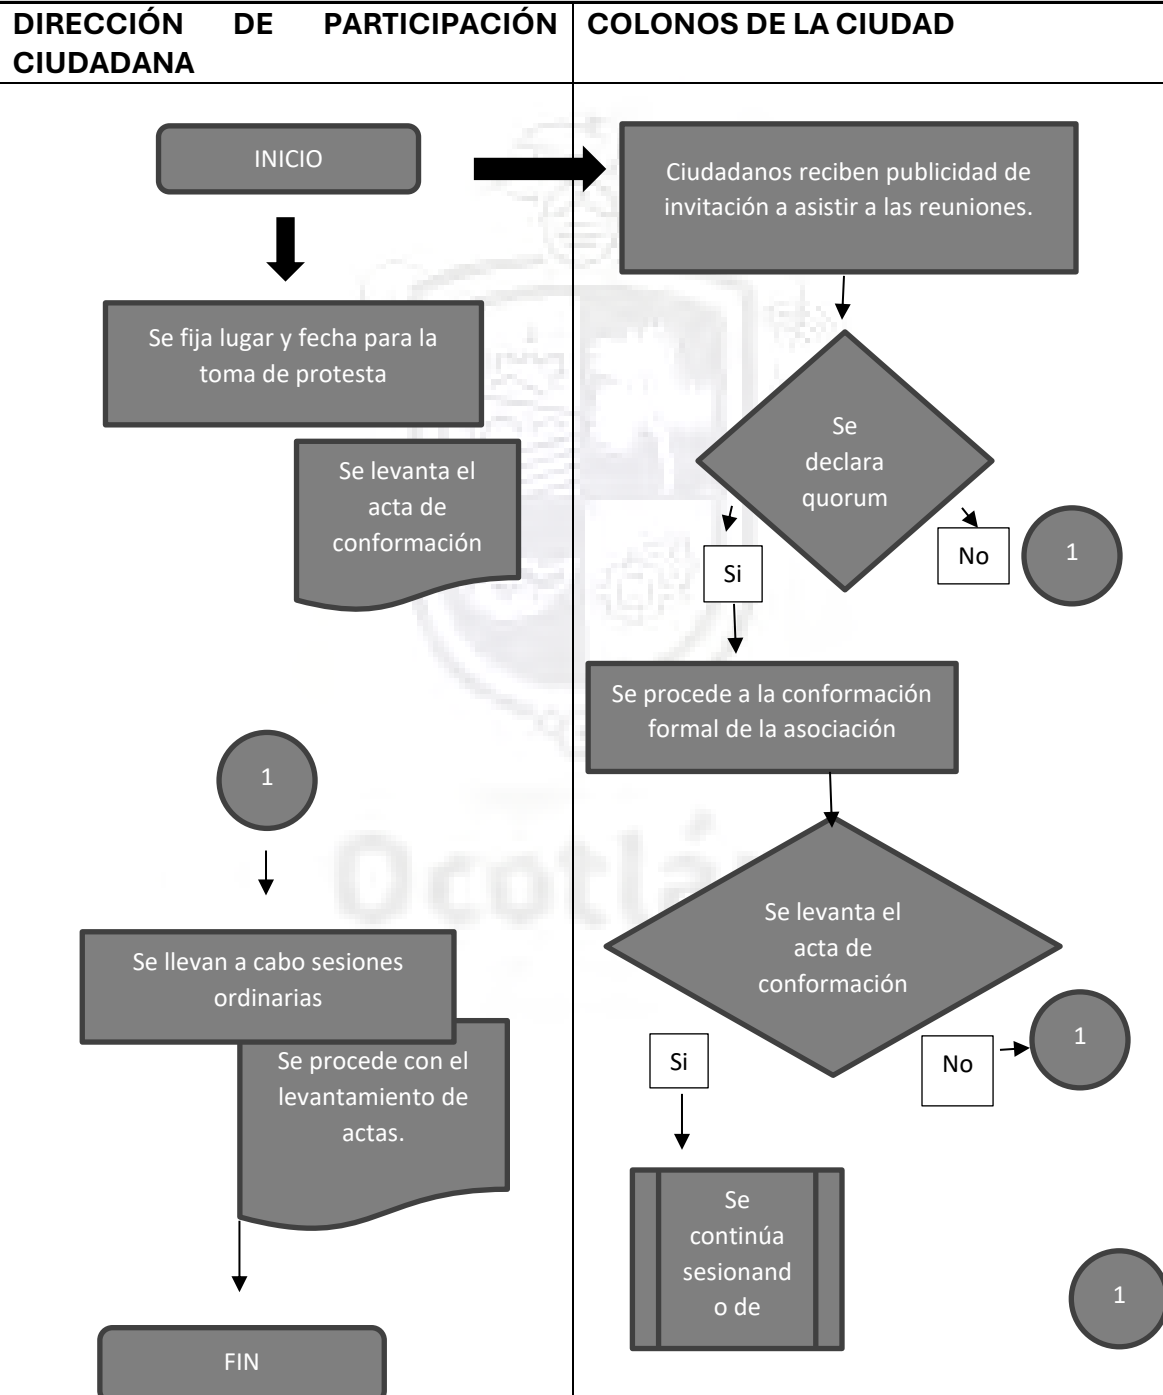 DIRECCIÓN DE PARTICIPACIÓN
CIUDADANA
COLONOS DE LA CIUDAD
INICIO
Se fija lugar y fecha para la
toma de protesta
Se levanta el
acta de
conformación
1
Se llevan a cabo sesiones
ordinarias
Se procede con el
levantamiento de
actas.
FIN
Ciudadanos reciben publicidad de
invitación a asistir a las reuniones.
Se
declara
quorum
Si
No
1
Se procede a la conformación
formal de la asociación
Se levanta el
acta de
conformación
Si
No
1
Se
continúa
sesionand
o de
1
Ocotlán